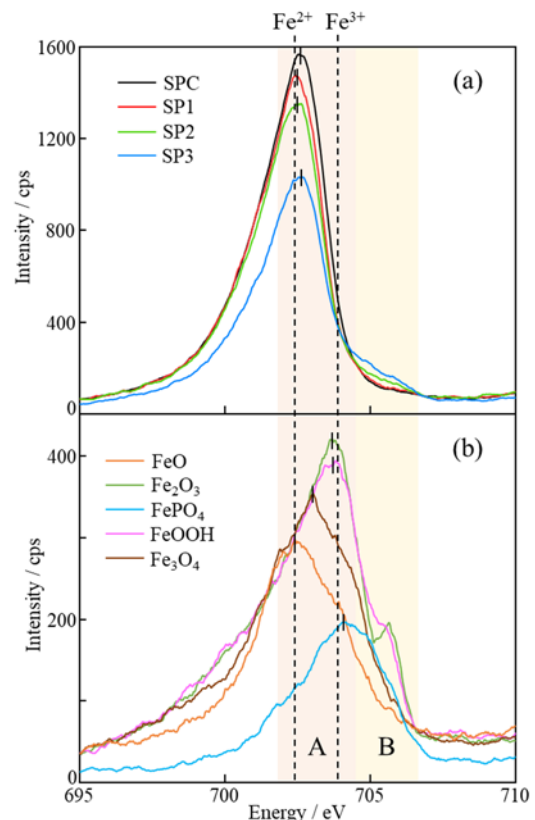 Fe²⁺ Fe³⁺
1600
(a)
SPC
SP1
SP2
SP3
1200
800
400
0
Intensity / cps
(b)
400
FeO
Fe₂O₃
FePO₄
FeOOH
Fe₃O₄
200
0
Intensity / cps
A B
695 700 705 710
Energy / eV